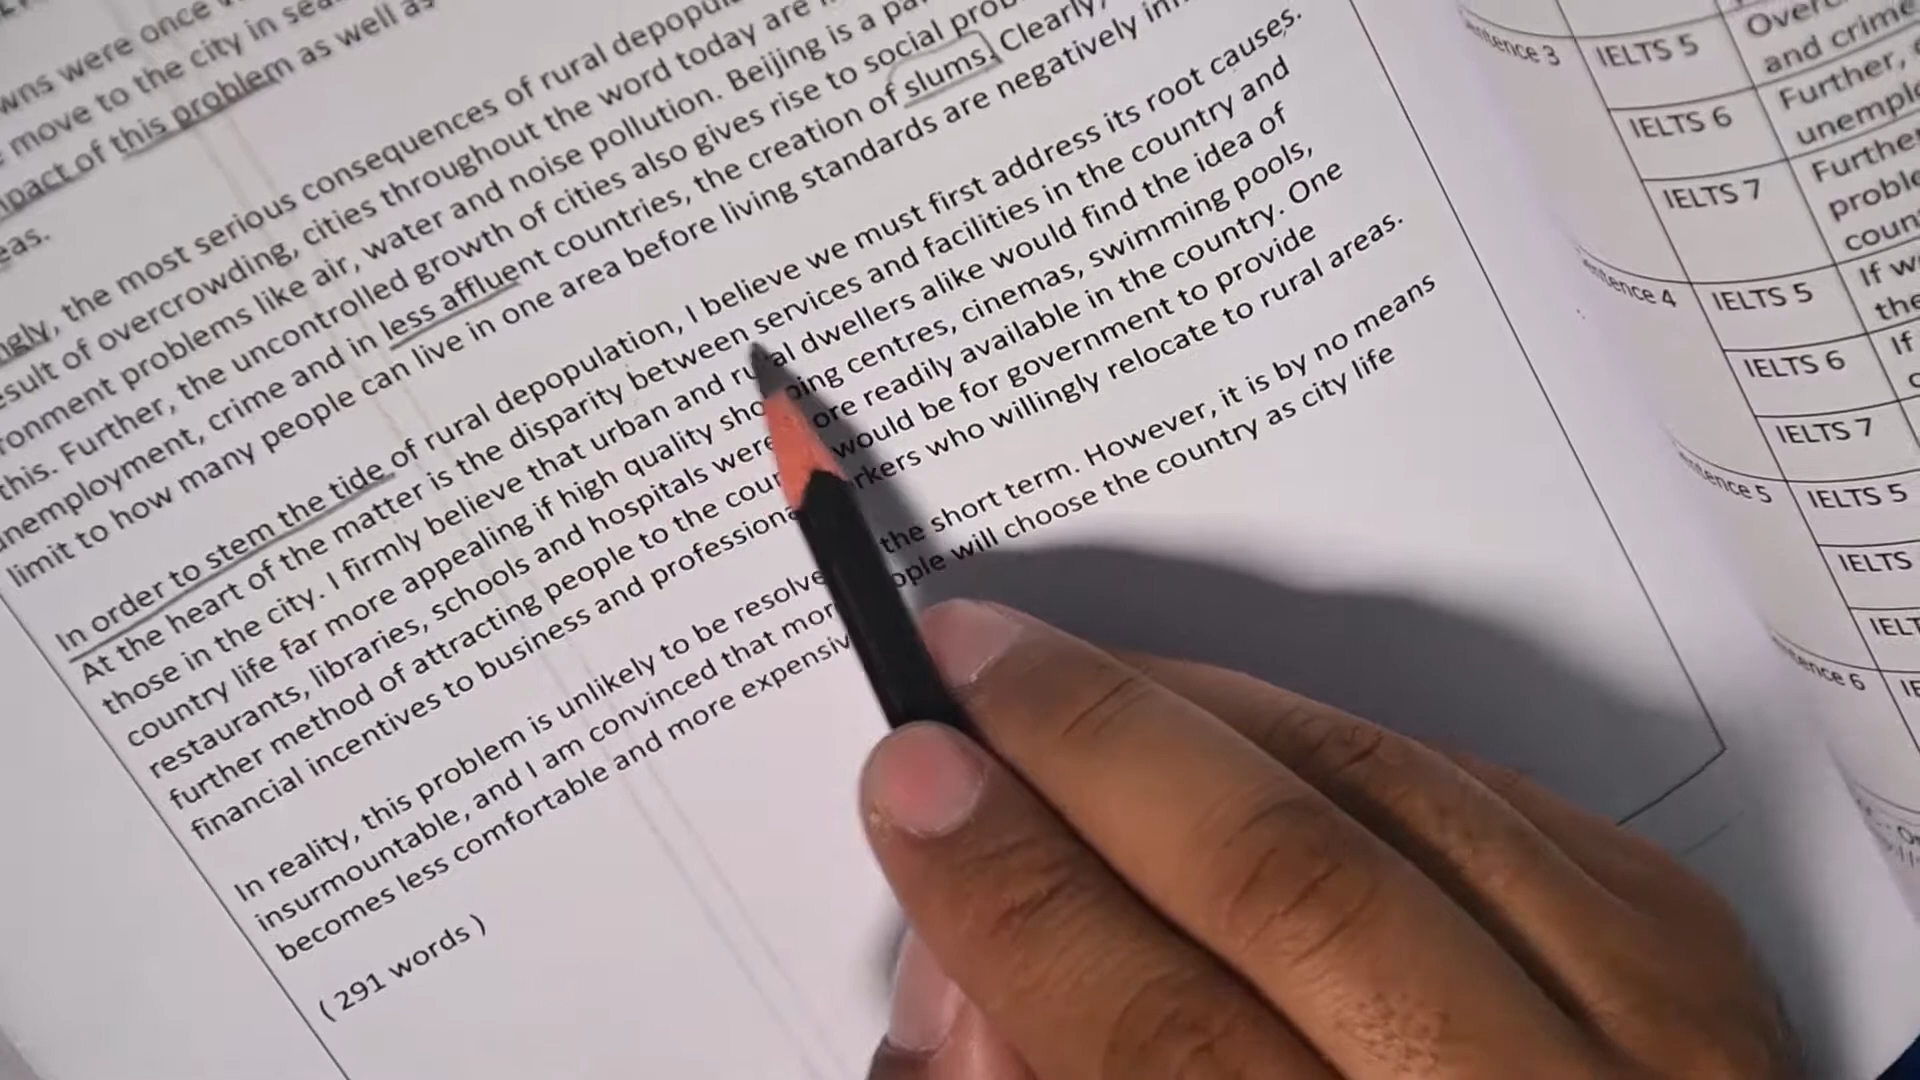 wns were once
move to the city in sea
mpact of this problem as well as
eas.
ngly, the most serious consequences of rural depopu
esult of overcrowding, cities throughout the word today are
ronment problems like air, water and noise pollution. Beijing is a pa
this. Further, the uncontrolled growth of cities also gives rise to social pro
unemployment, crime and in less affluent countries, the creation of slums. Clearly,
limit to how many people can live in one area before living standards are negatively im
In order to stem the tide of rural depopulation, I believe we must first address its root causes.
At the heart of the matter is the disparity between services and facilities in the country and
those in the city. I firmly believe that urban and rural dwellers alike would find the idea of
country life far more appealing if high quality shopping centres, cinemas, swimming pools,
restaurants, libraries, schools and hospitals were more readily available in the country. One
further method of attracting people to the would be for government to provide
financial incentives to business and professiona rkers who willingly relocate to rural areas.
In reality, this problem is unlikely to be resolve the short term. However, it is by no means
insurmountable, and I am convinced that mor ople will choose the country as city life
becomes less comfortable and more expensiv
( 291 words )
ntence 3
IELTS 5
Over
and crime
IELTS 6
Further,
unemplo
IELTS 7
Further
proble
coun
tence 4
IELTS 5
If w
the
IELTS 6
If
IELTS 7
ntence 5
IELTS 5
IELTS
IELT
tence 6
IE